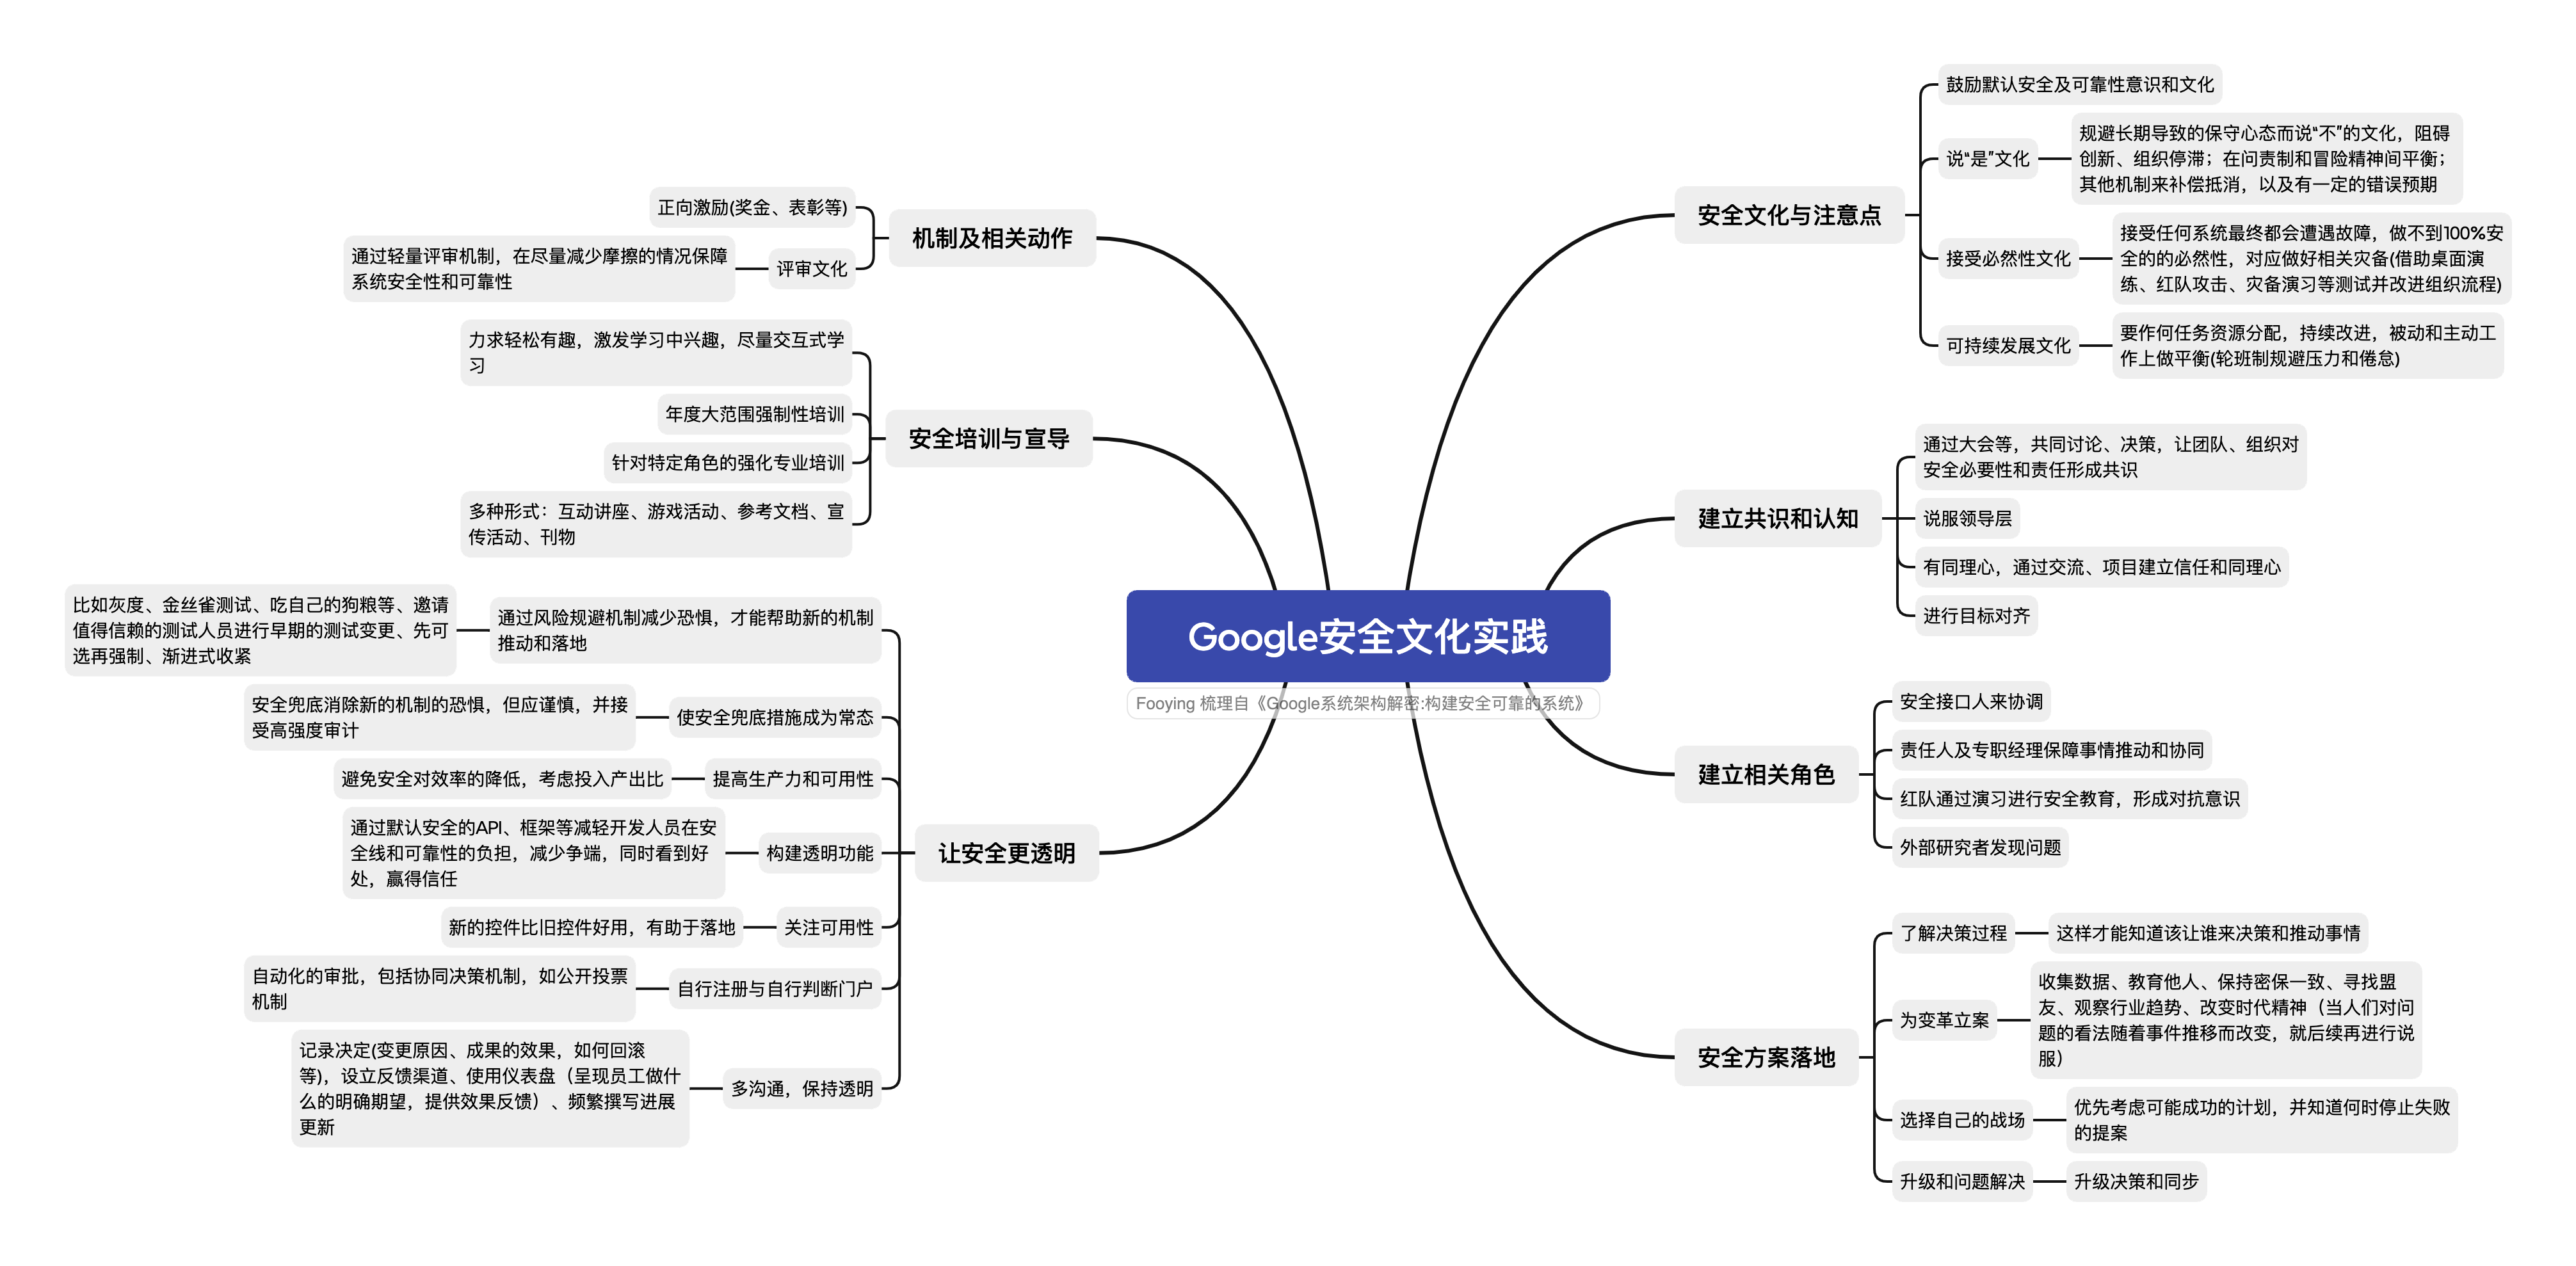 Google安全文化实践
Fooying 梳理自《Google系统架构解密:构建安全可靠的系统》
安全文化与注意点
鼓励默认安全及可靠性意识和文化
说“是”文化
规避长期导致的保守心态而说“不”的文化，阻碍
创新、组织停滞；在问责制和冒险精神间平衡；
其他机制来补偿抵消，以及有一定的错误预期
接受必然性文化
接受任何系统最终都会遭遇故障，做不到100%安
全的的必然性，对应做好相关灾备(借助桌面演
练、红队攻击、灾备演习等测试并改进组织流程)
可持续发展文化
要作何任务资源分配，持续改进，被动和主动工
作上做平衡(轮班制规避压力和倦怠)
建立共识和认知
通过大会等，共同讨论、决策，让团队、组织对
安全必要性和责任形成共识
说服领导层
有同理心，通过交流、项目建立信任和同理心
进行目标对齐
建立相关角色
安全接口人来协调
责任人及专职经理保障事情推动和协同
红队通过演习进行安全教育，形成对抗意识
外部研究者发现问题
安全方案落地
了解决策过程
这样才能知道该让谁来决策和推动事情
为变革立案
收集数据、教育他人、保持密保一致、寻找盟
友、观察行业趋势、改变时代精神（当人们对问
题的看法随着事件推移而改变，就后续再进行说
服）
选择自己的战场
优先考虑可能成功的计划，并知道何时停止失败
的提案
升级和问题解决
升级决策和同步
机制及相关动作
正向激励(奖金、表彰等)
评审文化
通过轻量评审机制，在尽量减少摩擦的情况保障
系统安全性和可靠性
安全培训与宣导
力求轻松有趣，激发学习中兴趣，尽量交互式学
习
年度大范围强制性培训
针对特定角色的强化专业培训
多种形式：互动讲座、游戏活动、参考文档、宣
传活动、刊物
让安全更透明
通过风险规避机制减少恐惧，才能帮助新的机制
推动和落地
比如灰度、金丝雀测试、吃自己的狗粮等、邀请
值得信赖的测试人员进行早期的测试变更、先可
选再强制、渐进式收紧
使安全兜底措施成为常态
安全兜底消除新的机制的恐惧，但应谨慎，并接
受高强度审计
提高生产力和可用性
避免安全对效率的降低，考虑投入产出比
构建透明功能
通过默认安全的API、框架等减轻开发人员在安
全线和可靠性的负担，减少争端，同时看到好
处，赢得信任
关注可用性
新的控件比旧控件好用，有助于落地
自行注册与自行判断门户
自动化的审批，包括协同决策机制，如公开投票
机制
多沟通，保持透明
记录决定(变更原因、成果的效果，如何回滚
等)，设立反馈渠道、使用仪表盘（呈现员工做什
么的明确期望，提供效果反馈）、频繁撰写进展
更新